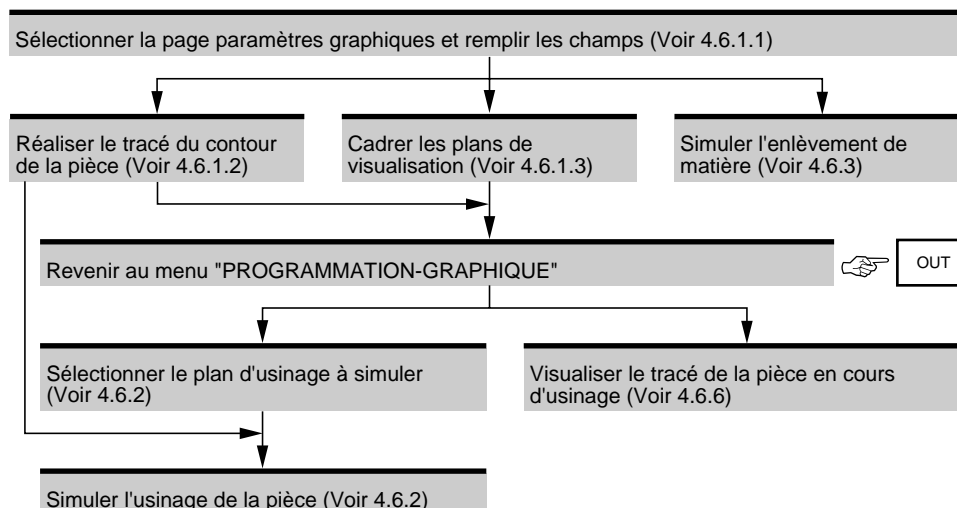 Sélectionner la page paramètres graphiques et remplir les champs (Voir 4.6.1.1)
Réaliser le tracé du contour
de la pièce (Voir 4.6.1.2)
Cadrer les plans de
visualisation (Voir 4.6.1.3)
Simuler l'enlèvement de
matière (Voir 4.6.3)
Revenir au menu "PROGRAMMATION-GRAPHIQUE"
OUT
Sélectionner le plan d'usinage à simuler
(Voir 4.6.2)
Visualiser le tracé de la pièce en cours
d'usinage (Voir 4.6.6)
Simuler l'usinage de la pièce (Voir 4.6.2)